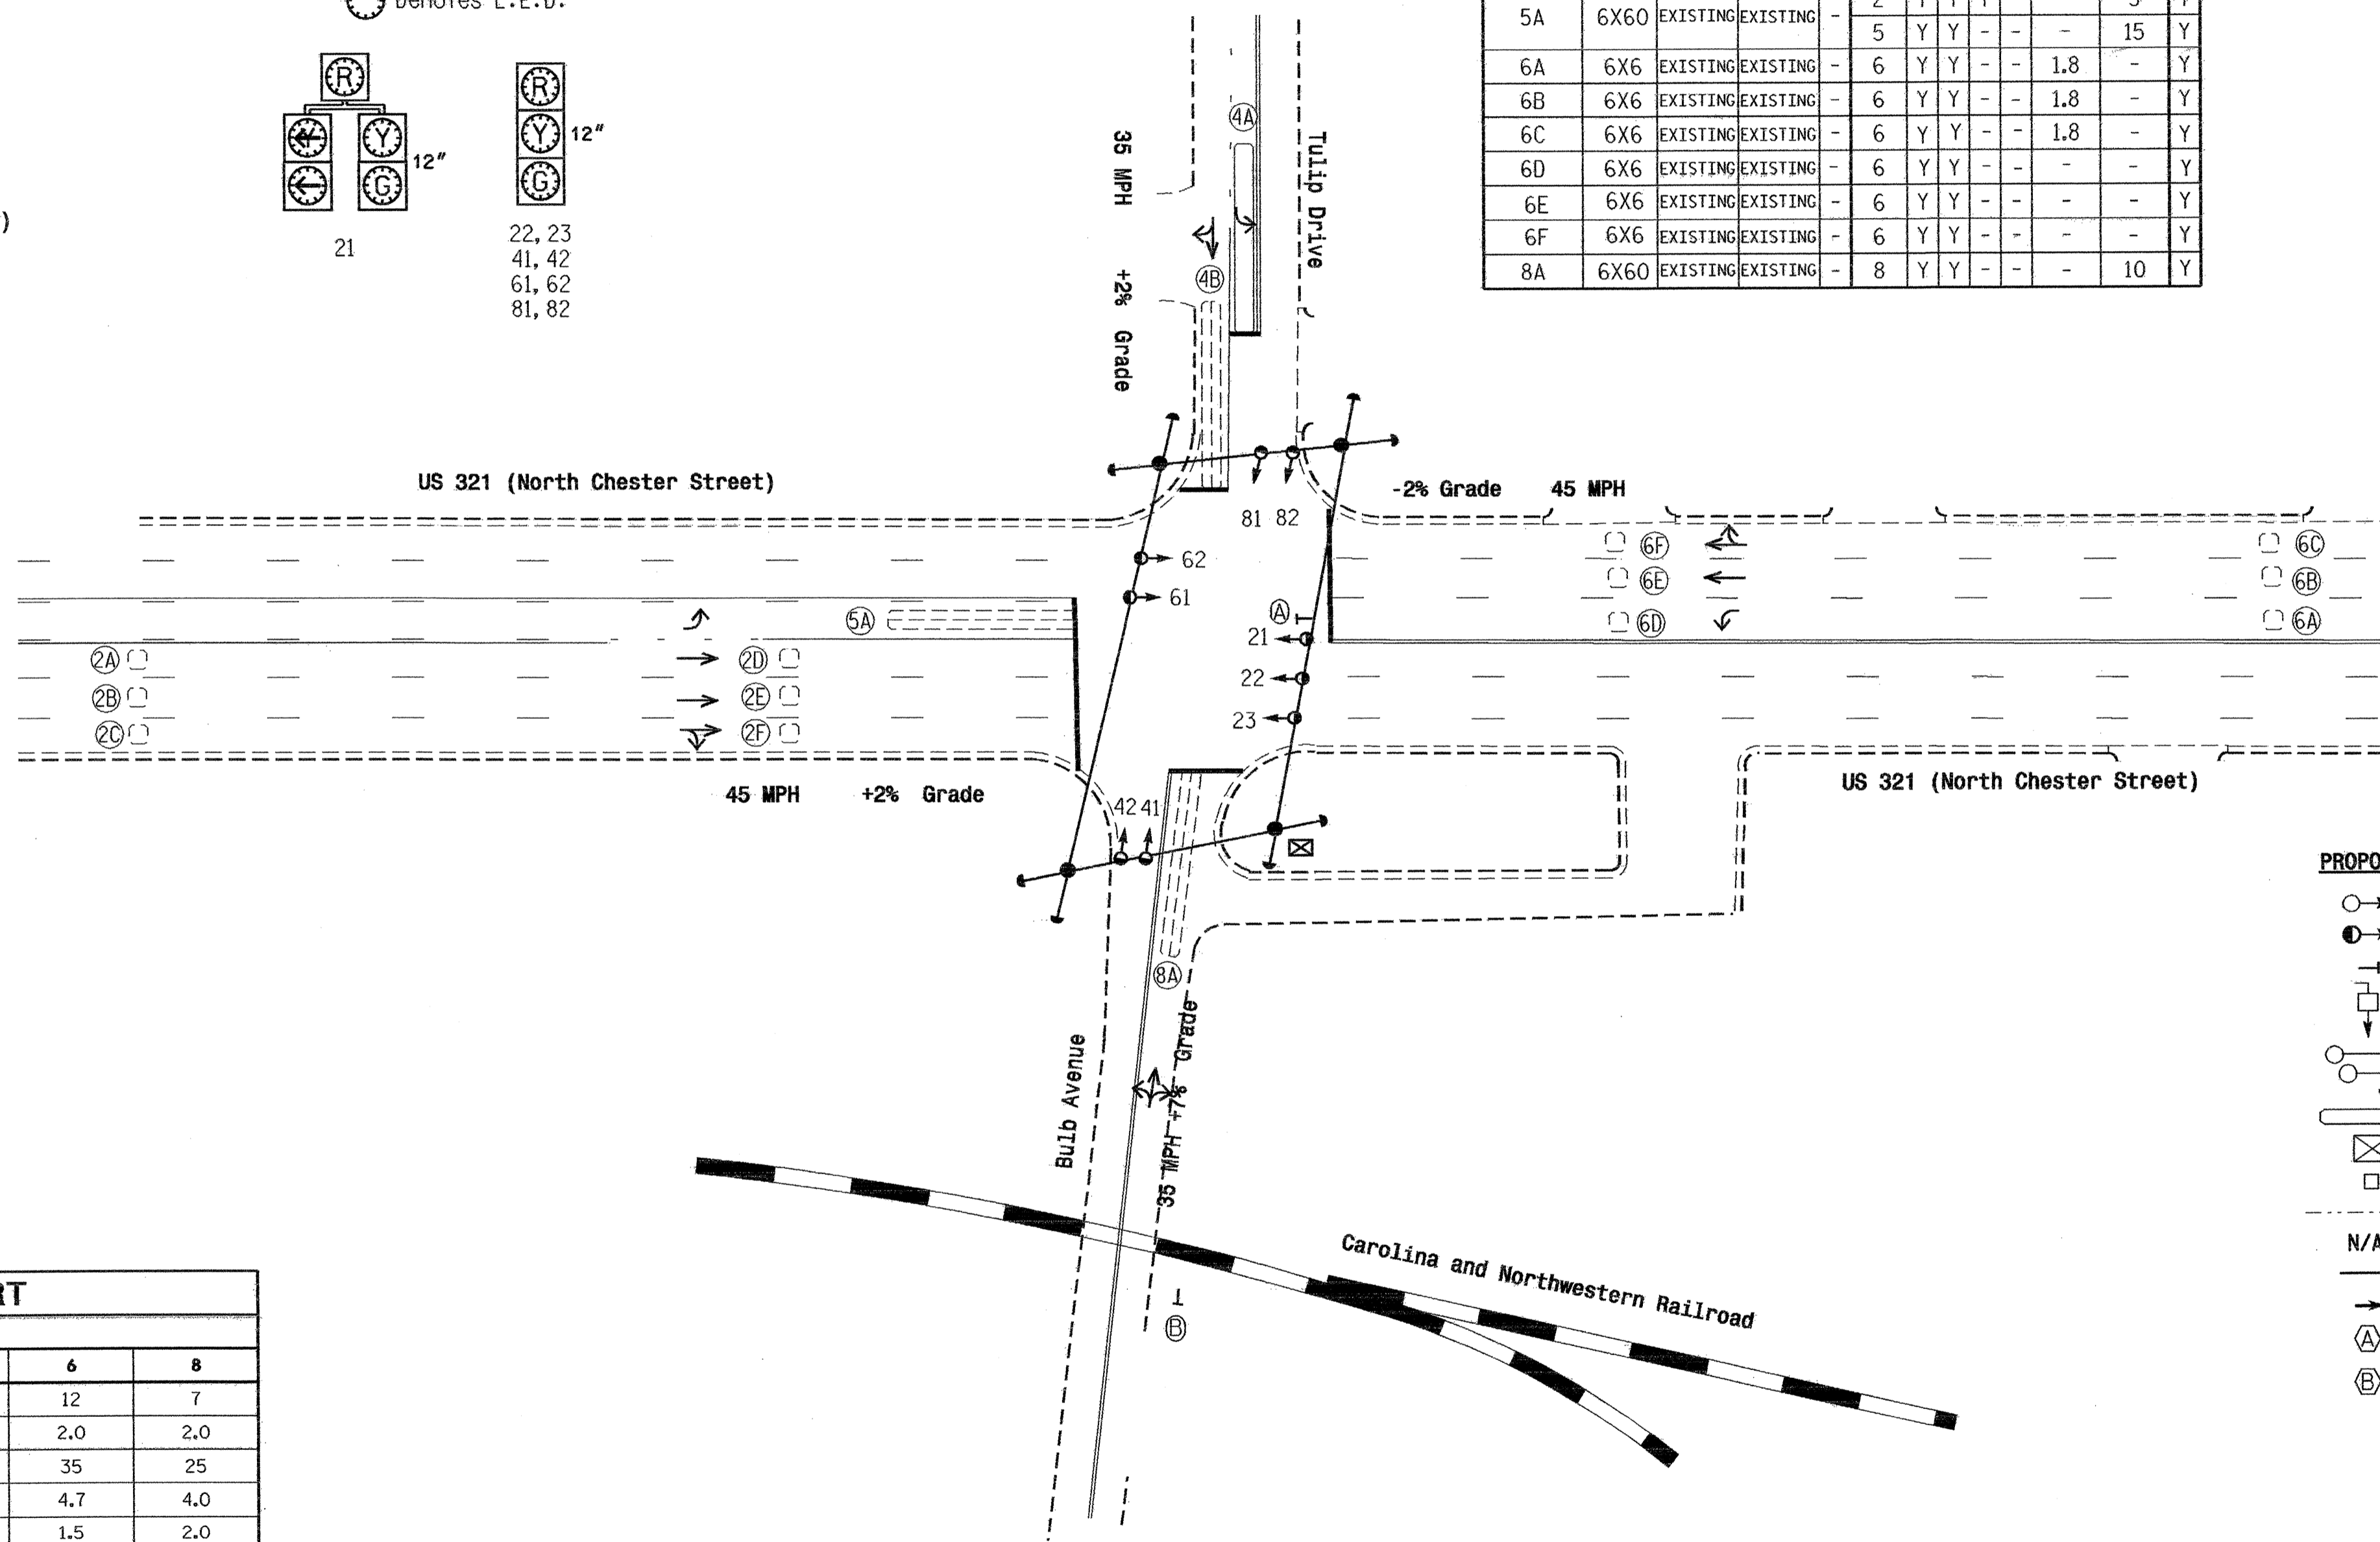 Denotes L.E.D.
R
Y
12"
G
21
R
Y
12"
G
22, 23
41, 42
61, 62
81, 82
5A 6X60 EXISTING EXISTING - 2 Y Y Y
5 Y Y - - - 15 Y
6A 6X6 EXISTING EXISTING - 6 Y Y - - 1.8 - Y
6B 6X6 EXISTING EXISTING - 6 Y Y - - 1.8 - Y
6C 6X6 EXISTING EXISTING - 6 Y Y - - 1.8 - Y
6D 6X6 EXISTING EXISTING - 6 Y Y - - - - Y
6E 6X6 EXISTING EXISTING - 6 Y Y - - - - Y
6F 6X6 EXISTING EXISTING - 6 Y Y - - - - Y
8A 6X60 EXISTING EXISTING - 8 Y Y - - - 10 Y
35 MPH +2% Grade
Tulip Drive
4A
4B
US 321 (North Chester Street)
-2% Grade 45 MPH
81 82
62
61
6F
6E
6D
6C
6B
6A
A
21
22
23
5A
2A
2B
2C
2D
2E
2F
45 MPH +2% Grade
42 41
US 321 (North Chester Street)
8A
Bulb Avenue
35 MPH +7% Grade
Carolina and Northwestern Railroad
B
PROPO
N/A
A
B
RT
6 8
12 7
2.0 2.0
35 25
4.7 4.0
1.5 2.0